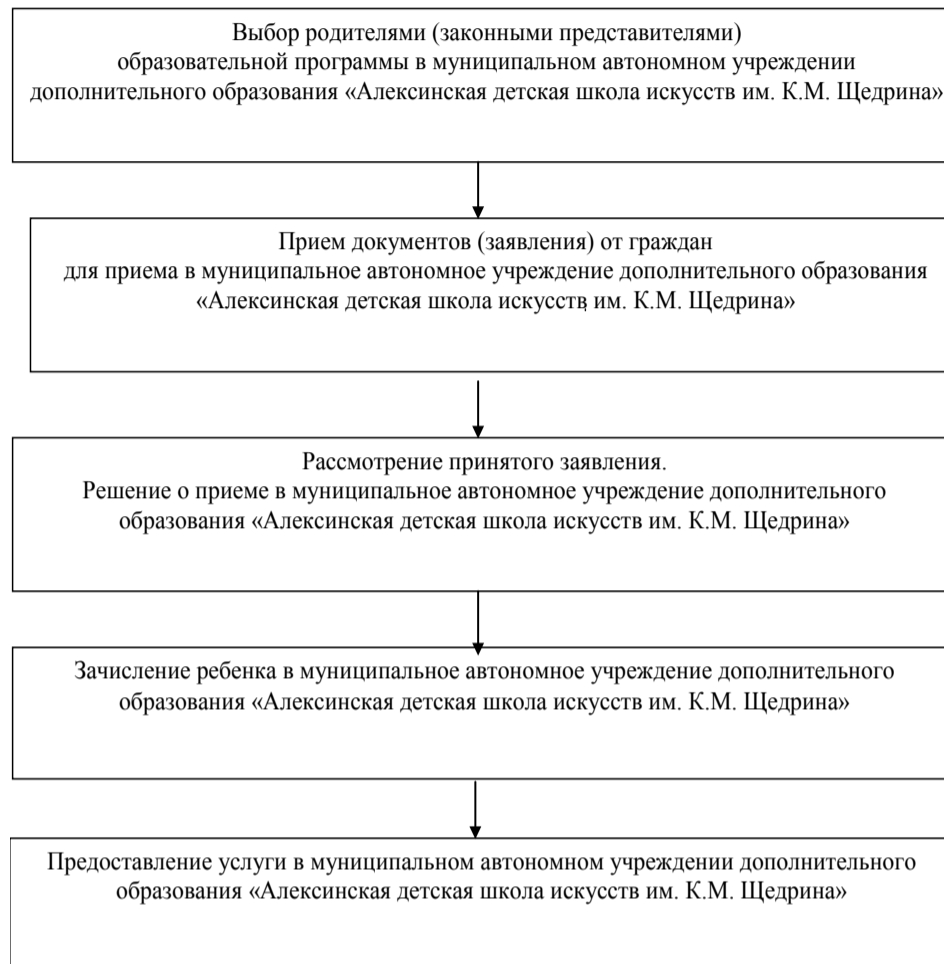 Выбор родителями (законными представителями)
образовательной программы в муниципальном автономном учреждении
дополнительного образования «Алексинская детская школа искусств им. К.М. Щедрина»
Прием документов (заявления) от граждан
для приема в муниципальное автономное учреждение дополнительного образования
«Алексинская детская школа искусств им. К.М. Щедрина»
Рассмотрение принятого заявления.
Решение о приеме в муниципальное автономное учреждение дополнительного
образования «Алексинская детская школа искусств им. К.М. Щедрина»
Зачисление ребенка в муниципальное автономное учреждение дополнительного
образования «Алексинская детская школа искусств им. К.М. Щедрина»
Предоставление услуги в муниципальном автономном учреждении дополнительного
образования «Алексинская детская школа искусств им. К.М. Щедрина»